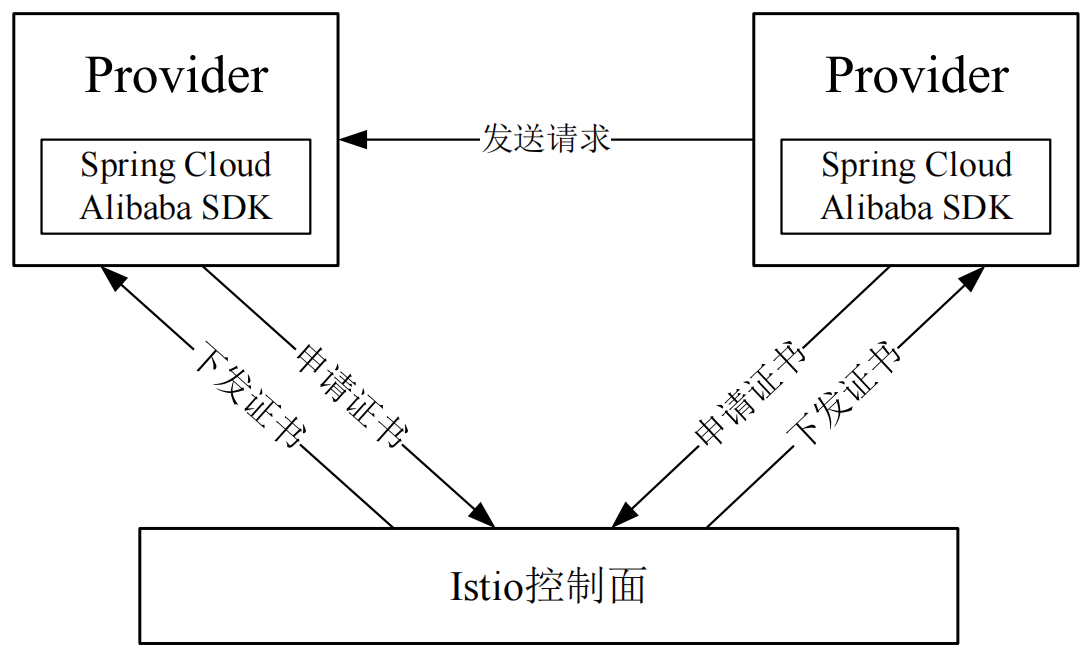 Provider
Spring Cloud
Alibaba SDK
发送请求
Provider
Spring Cloud
Alibaba SDK
下发证书
申请证书
申请证书
下发证书
Istio控制面